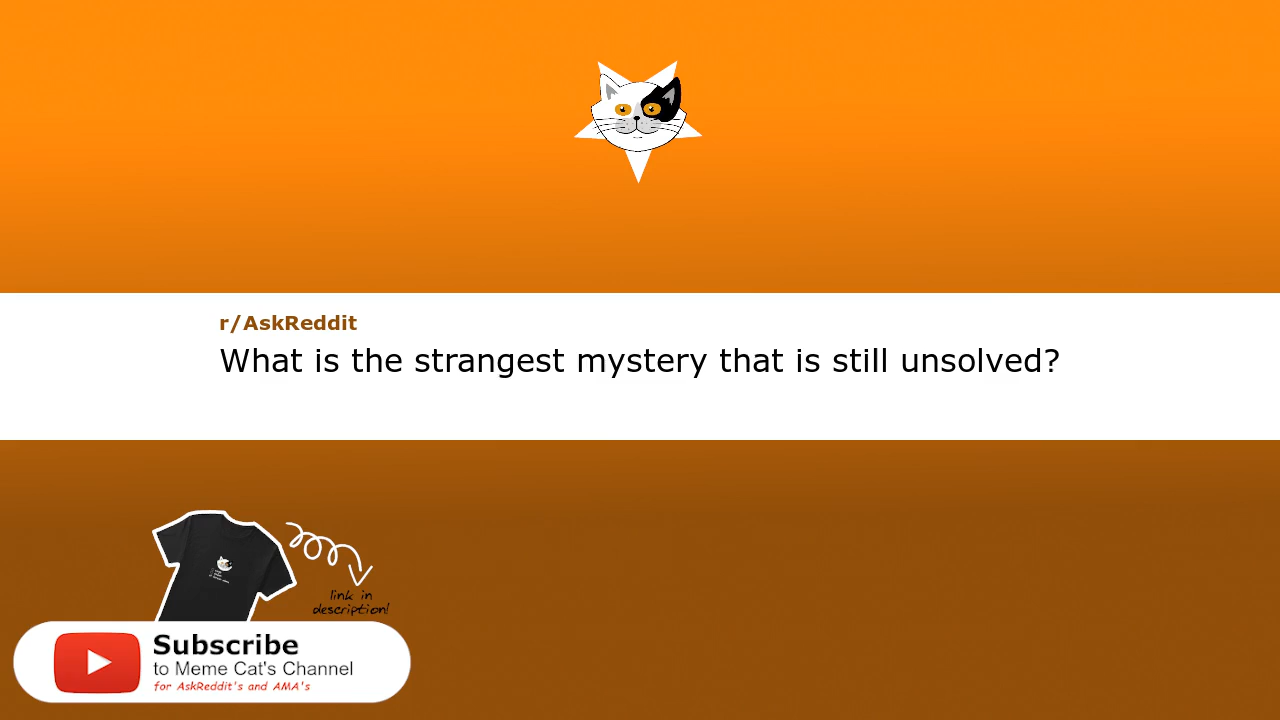 r/AskReddit
What is the strangest mystery that is still unsolved?
link in
description!
Subscribe
to Meme Cat's Channel
for AskReddit's and AMA's